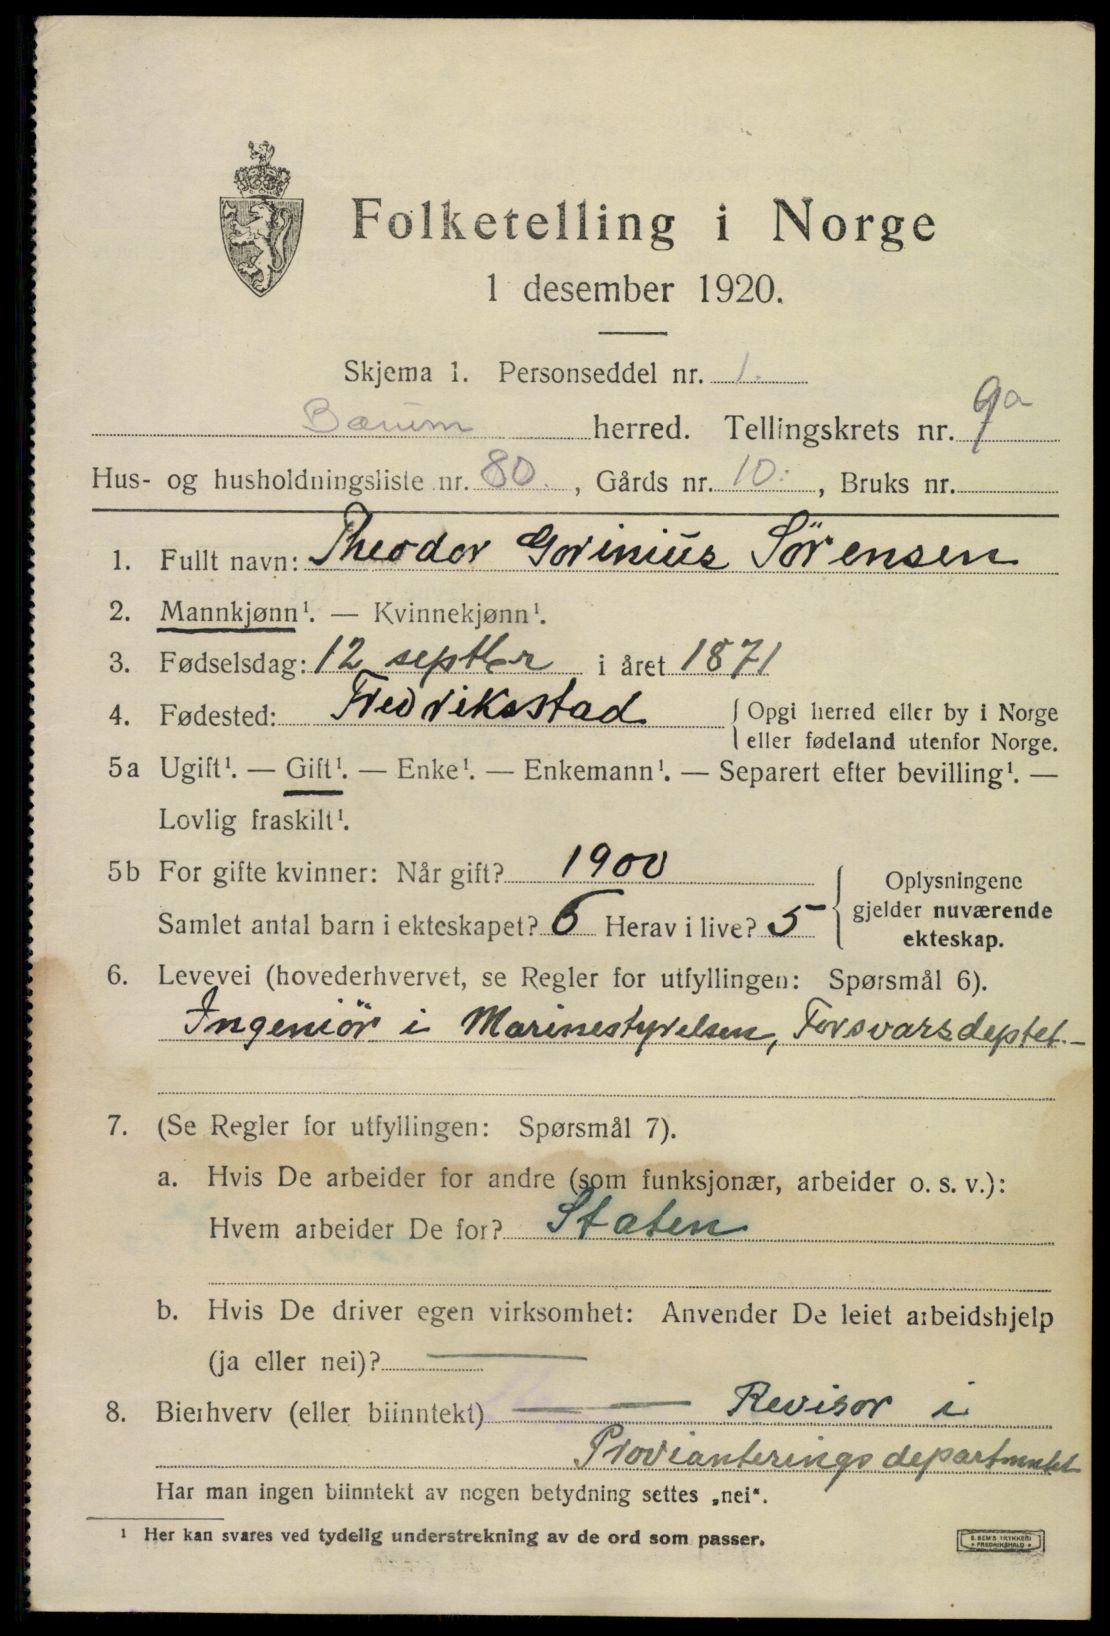 Folketelling i Norge
1 desember 1920.
Skjema 1. Personseddel nr. 1.
Bærum herred. Tellingskrets nr. 9a
Hus- og husholdningsliste nr. 80., Gårds nr. 10., Bruks nr.
1. Fullt navn: Theodor Gorinius Sörensen
2. Mannkjønn¹. — Kvinnekjønn¹.
3. Fødselsdag: 12 septbr i året 1871
4. Fødested: Fredriksstad { Opgi herred eller by i Norge
eller fødeland utenfor Norge.
5a Ugift¹. — Gift¹. — Enke¹. — Enkemann¹. — Separert efter bevilling¹. —
Lovlig fraskilt¹.
5b For gifte kvinner: Når gift? 1900
Samlet antal barn i ekteskapet? 6 Herav i live? 5
{ Oplysningene
gjelder nuværende
ekteskap.
6. Levevei (hovederhvervet, se Regler for utfyllingen: Spørsmål 6).
Ingeniör i Marinestyrelsen, Forsvarsdeptet.—
7. (Se Regler for utfyllingen: Spørsmål 7).
a. Hvis De arbeider for andre (som funksjonær, arbeider o. s. v.):
Hvem arbeider De for? Staten
b. Hvis De driver egen virksomhet: Anvender De leiet arbeidshjelp
(ja eller nei)? —
8. Bierhverv (eller biinntekt) — — Revisor i
Provianteringsdepartmentet
Har man ingen biinntekt av nogen betydning settes „nei“.
¹ Her kan svares ved tydelig understrekning av de ord som passer.
E. SEM'S TRYKKERI
• FREDRIKSHALD •